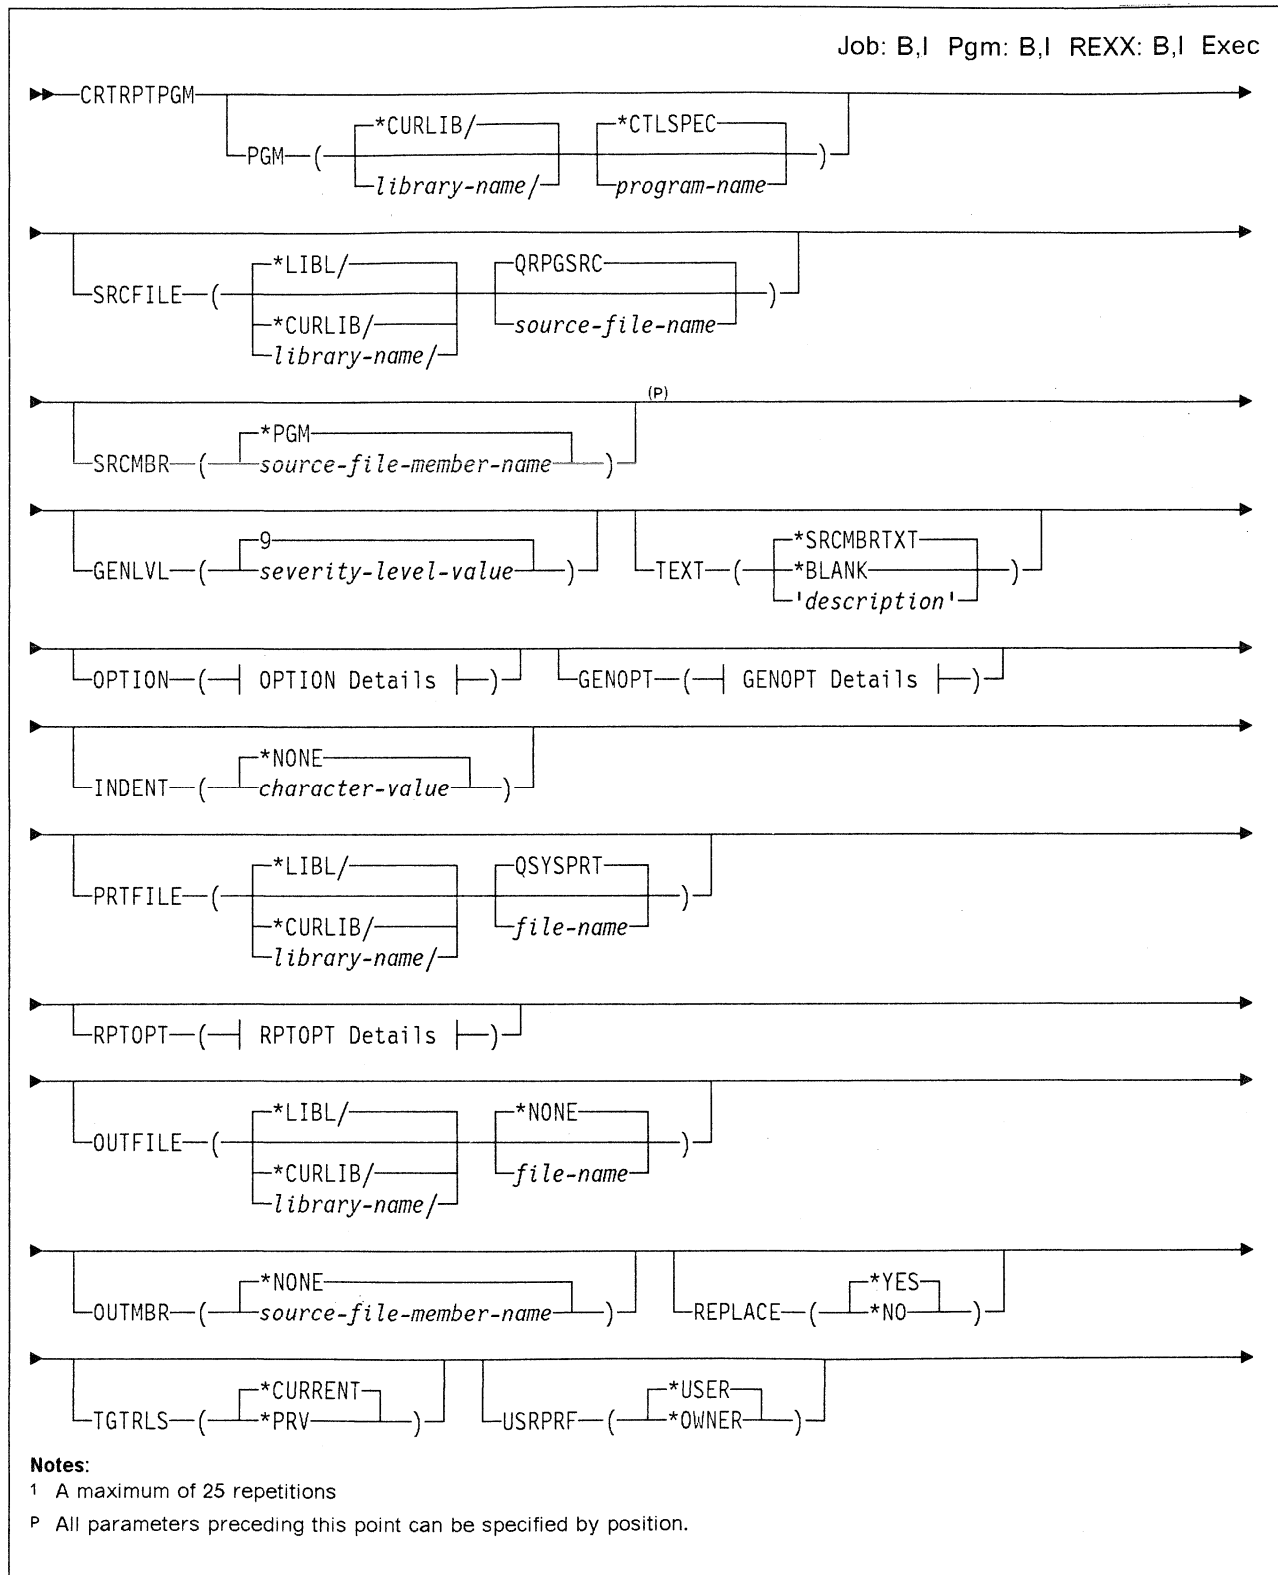 Job: B,I Pgm: B,I REXX: B,I Exec
CRTRPTPGM
*CURLIB/ *CTLSPEC
PGM ( )
library-name/ program-name
*LIBL/ QRPGSRC
SRCFILE ( )
*CURLIB/ source-file-name
library-name/
(P)
*PGM
SRCMBR ( source-file-member-name )
9 *SRCMBRTXT
GENLVL ( severity-level-value ) TEXT ( *BLANK )
'description'
OPTION ( OPTION Details ) GENOPT ( GENOPT Details )
*NONE
INDENT ( character-value )
*LIBL/ QSYSPRT
PRTFILE ( )
*CURLIB/ file-name
library-name/
RPTOPT ( RPTOPT Details )
*LIBL/ *NONE
OUTFILE ( )
*CURLIB/ file-name
library-name/
*NONE *YES
OUTMBR ( source-file-member-name ) REPLACE ( *NO )
*CURRENT *USER
TGTRLS ( *PRV ) USRPRF ( *OWNER )
Notes:
1 A maximum of 25 repetitions
P All parameters preceding this point can be specified by position.